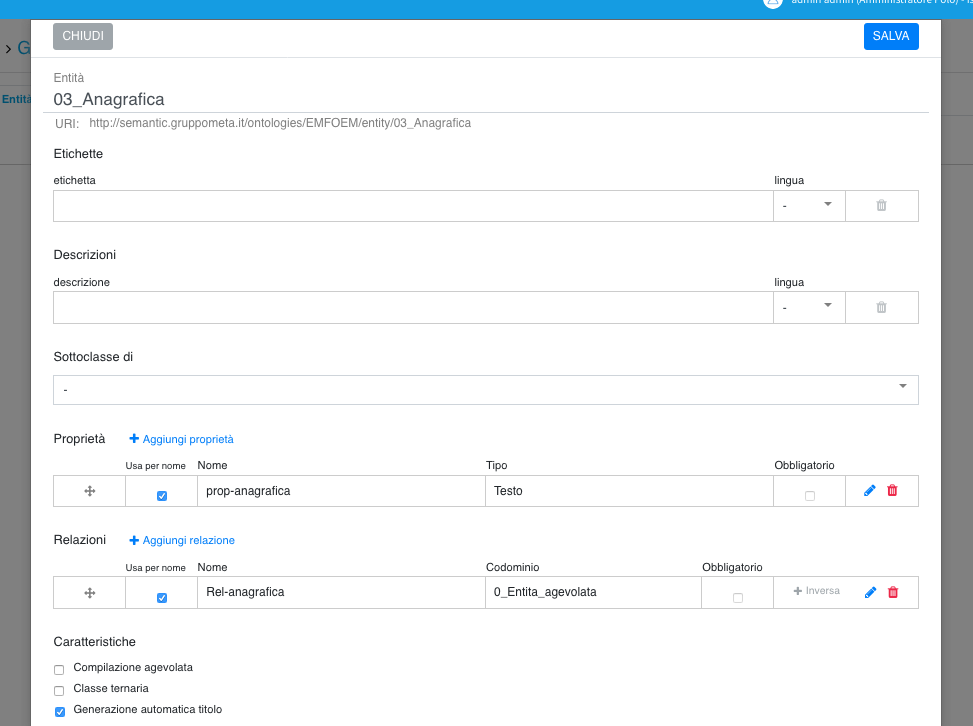 admin admin (Amministratore Polo) - Is
CHIUDI
SALVA
› G
Entità
Entità
03_Anagrafica
URI: http://semantic.gruppometa.it/ontologies/EMFOEM/entity/03_Anagrafica
Etichette
etichetta lingua
-
Descrizioni
descrizione lingua
-
Sottoclasse di
-
Proprietà + Aggiungi proprietà
Usa per nome Nome Tipo Obbligatorio
prop-anagrafica Testo
Relazioni + Aggiungi relazione
Usa per nome Nome Codominio Obbligatorio
Rel-anagrafica 0_Entita_agevolata + Inversa
Caratteristiche
Compilazione agevolata
Classe ternaria
Generazione automatica titolo